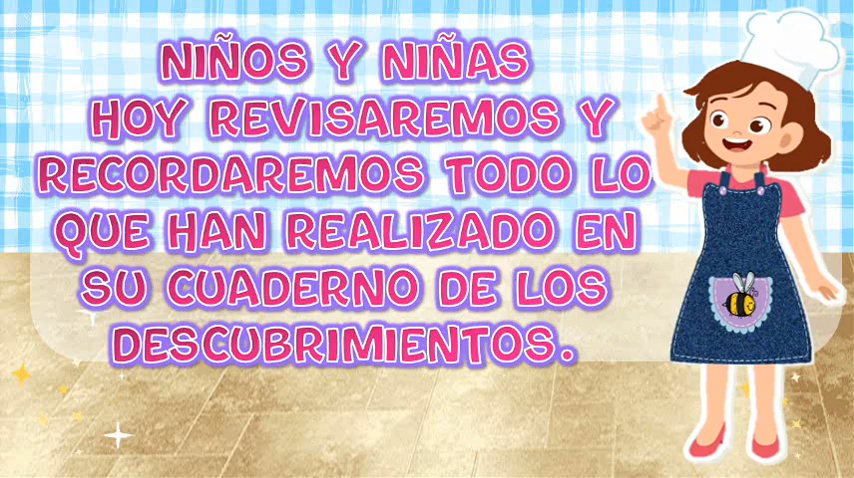 NIÑOS Y NIÑAS
HOY REVISAREMOS Y
RECORDAREMOS TODO LO
QUE HAN REALIZADO EN
SU CUADERNO DE LOS
DESCUBRIMIENTOS.